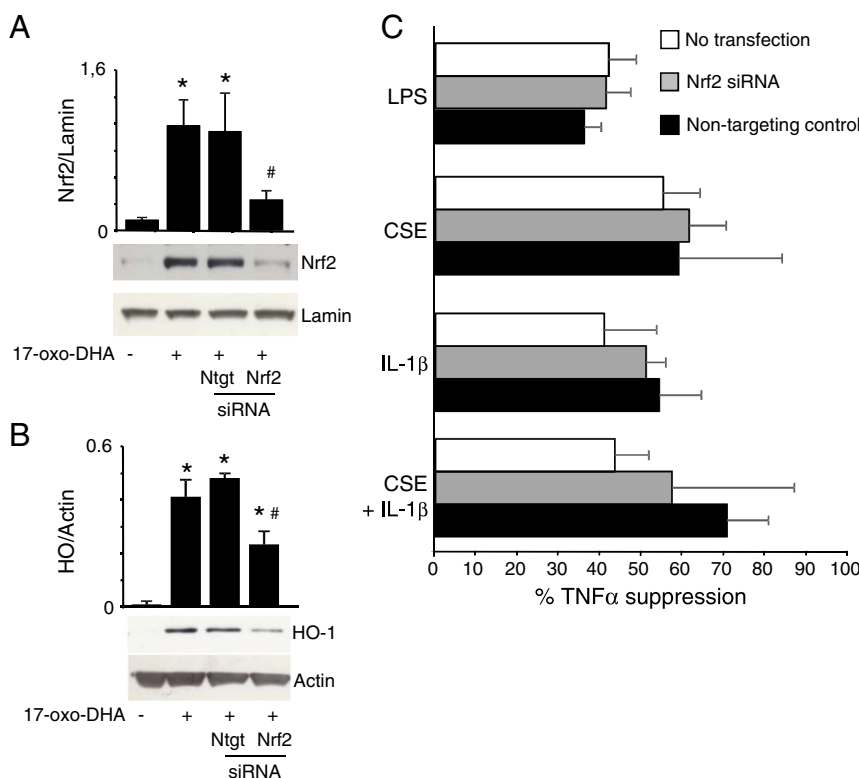 A
1.6
* *
#
Nrf2/Lamin
0
Nrf2
Lamin
17-oxo-DHA - + + +
Ntgt Nrf2
siRNA
B
0.6
* * * #
HO/Actin
0
HO-1
Actin
17-oxo-DHA - + + +
Ntgt Nrf2
siRNA
C
No transfection
Nrf2 siRNA
Non-targeting control
LPS
CSE
IL-1β
CSE
+ IL-1β
0 10 20 30 40 50 60 70 80 90 100
% TNFα suppression